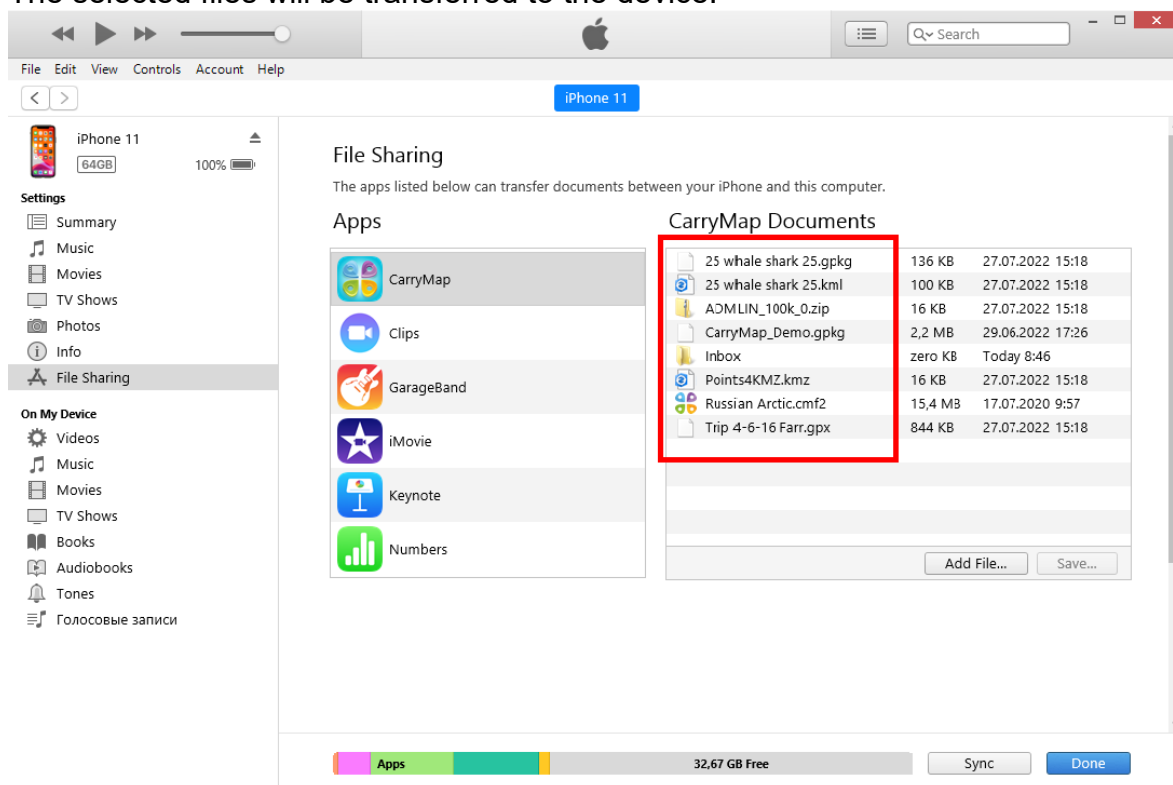 The selected files will be transferred to the device.
Search
File Edit View Controls Account Help
iPhone 11
iPhone 11
64GB 100%
Settings
Summary
Music
Movies
TV Shows
Photos
Info
File Sharing
On My Device
Videos
Music
Movies
TV Shows
Books
Audiobooks
Tones
Голосовые записи
File Sharing
The apps listed below can transfer documents between your iPhone and this computer.
Apps
CarryMap
Clips
GarageBand
iMovie
Keynote
Numbers
CarryMap Documents
25 whale shark 25.gpkg 136 KB 27.07.2022 15:18
25 whale shark 25.kml 100 KB 27.07.2022 15:18
ADMLIN_100k_0.zip 16 KB 27.07.2022 15:18
CarryMap_Demo.gpkg 2,2 MB 29.06.2022 17:26
Inbox zero KB Today 8:46
Points4KMZ.kmz 16 KB 27.07.2022 15:18
Russian Arctic.cmf2 15,4 MB 17.07.2020 9:57
Trip 4-6-16 Farr.gpx 844 KB 27.07.2022 15:18
Add File... Save...
Apps 32,67 GB Free Sync Done